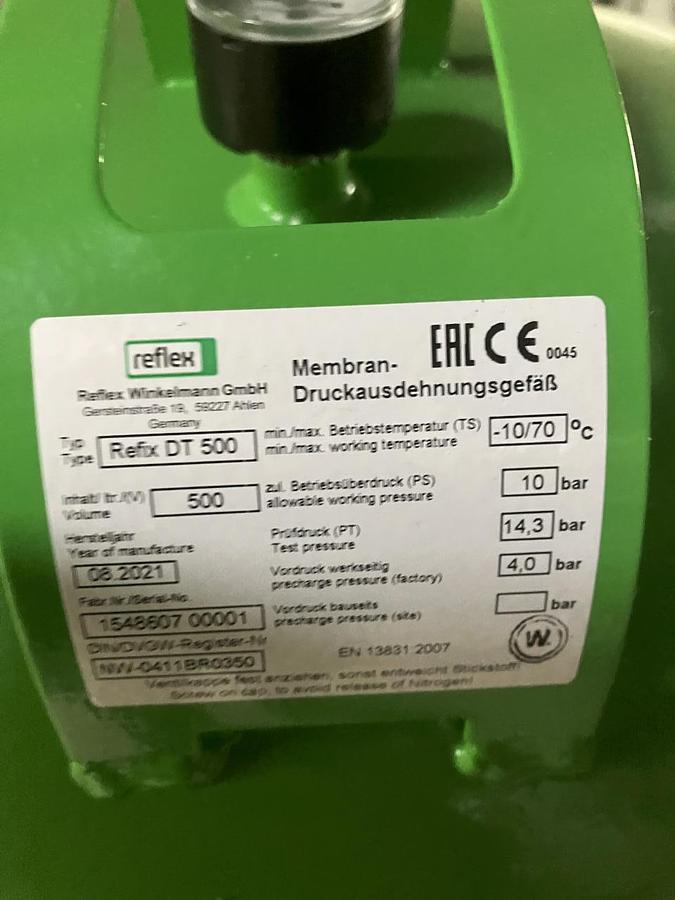 reflex
Reflex Winkelmann GmbH
Gersteinstraße 19, 59227 Ahlen
Germany
Membran-
Druckausdehnungsgefäß
EAC CE 0045
Typ
Type Refix DT 500
min./max. Betriebstemperatur (TS)
min./max. working temperature
-10/70 °C
Inhalt/ ltr./(V)
Volume
500
zul. Betriebsüberdruck (PS)
allowable working pressure
10 bar
Herstelljahr
Year of manufacture
08.2021
Prüfdruck (PT)
Test pressure
14,3 bar
Vordruck werkseitig
precharge pressure (factory)
4,0 bar
Fabr.Nr./Serial-No.
1548607 00001
Vordruck bauseits
precharge pressure (site)
bar
DIN/DVGW-Register-Nr
NW-0411BR0350
EN 13831:2007
W.
Ventilkappe fest anziehen, sonst entweicht Stickstoff!
Screw on cap, to avoid release of Nitrogen!